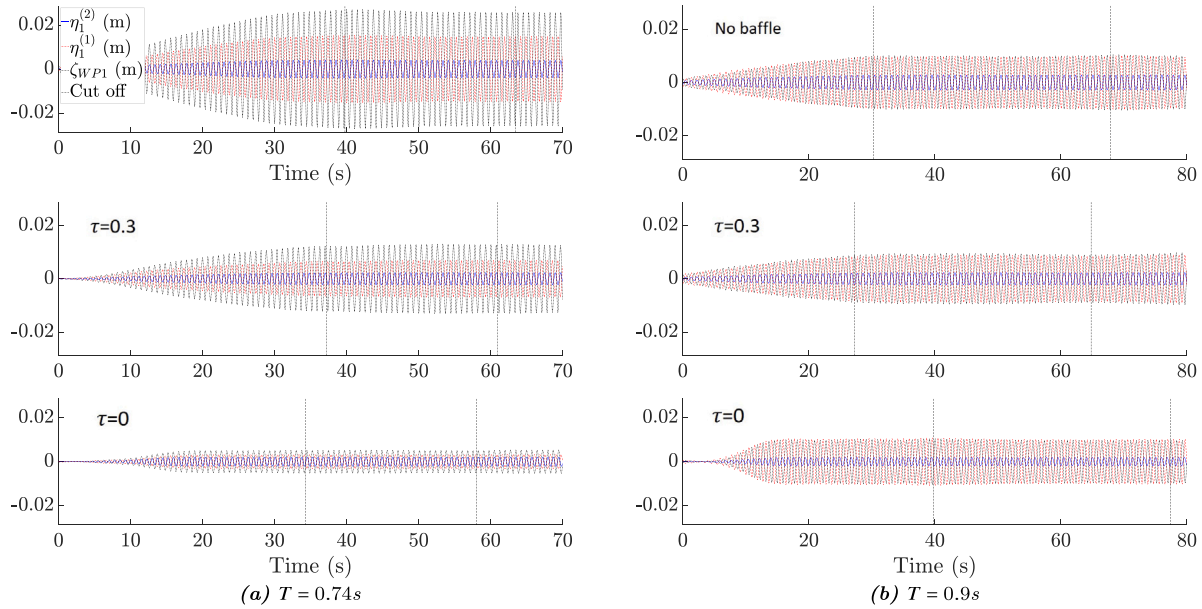 0.02
0
-0.02
η₁⁽²⁾ (m)
η₁⁽¹⁾ (m)
ζ_WP1 (m)
Cut off
0 10 20 30 40 50 60 70
Time (s)
0.02
0
-0.02
τ=0.3
0 10 20 30 40 50 60 70
0.02
0
-0.02
τ=0
0 10 20 30 40 50 60 70
Time (s)
(a) T = 0.74s
0.02
0
-0.02
No baffle
0 20 40 60 80
Time (s)
0.02
0
-0.02
τ=0.3
0 20 40 60 80
0.02
0
-0.02
τ=0
0 20 40 60 80
Time (s)
(b) T = 0.9s